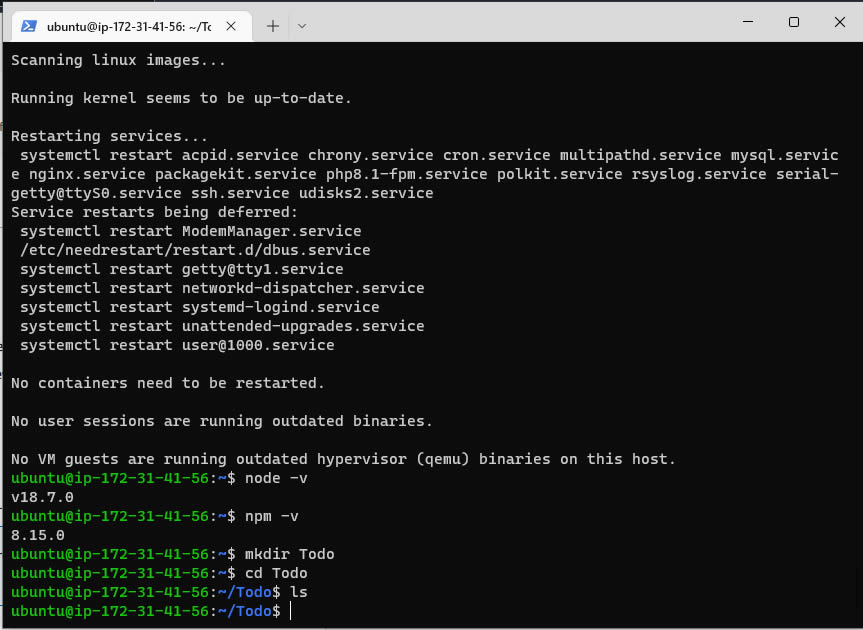 ubuntu@ip-172-31-41-56: ~/To
Scanning linux images...
Running kernel seems to be up-to-date.
Restarting services...
systemctl restart acpid.service chrony.service cron.service multipathd.service mysql.servic
e nginx.service packagekit.service php8.1-fpm.service polkit.service rsyslog.service serial-
getty@ttyS0.service ssh.service udisks2.service
Service restarts being deferred:
systemctl restart ModemManager.service
/etc/needrestart/restart.d/dbus.service
systemctl restart getty@tty1.service
systemctl restart networkd-dispatcher.service
systemctl restart systemd-logind.service
systemctl restart unattended-upgrades.service
systemctl restart user@1000.service
No containers need to be restarted.
No user sessions are running outdated binaries.
No VM guests are running outdated hypervisor (qemu) binaries on this host.
ubuntu@ip-172-31-41-56:~$ node -v
v18.7.0
ubuntu@ip-172-31-41-56:~$ npm -v
8.15.0
ubuntu@ip-172-31-41-56:~$ mkdir Todo
ubuntu@ip-172-31-41-56:~$ cd Todo
ubuntu@ip-172-31-41-56:~/Todo$ ls
ubuntu@ip-172-31-41-56:~/Todo$